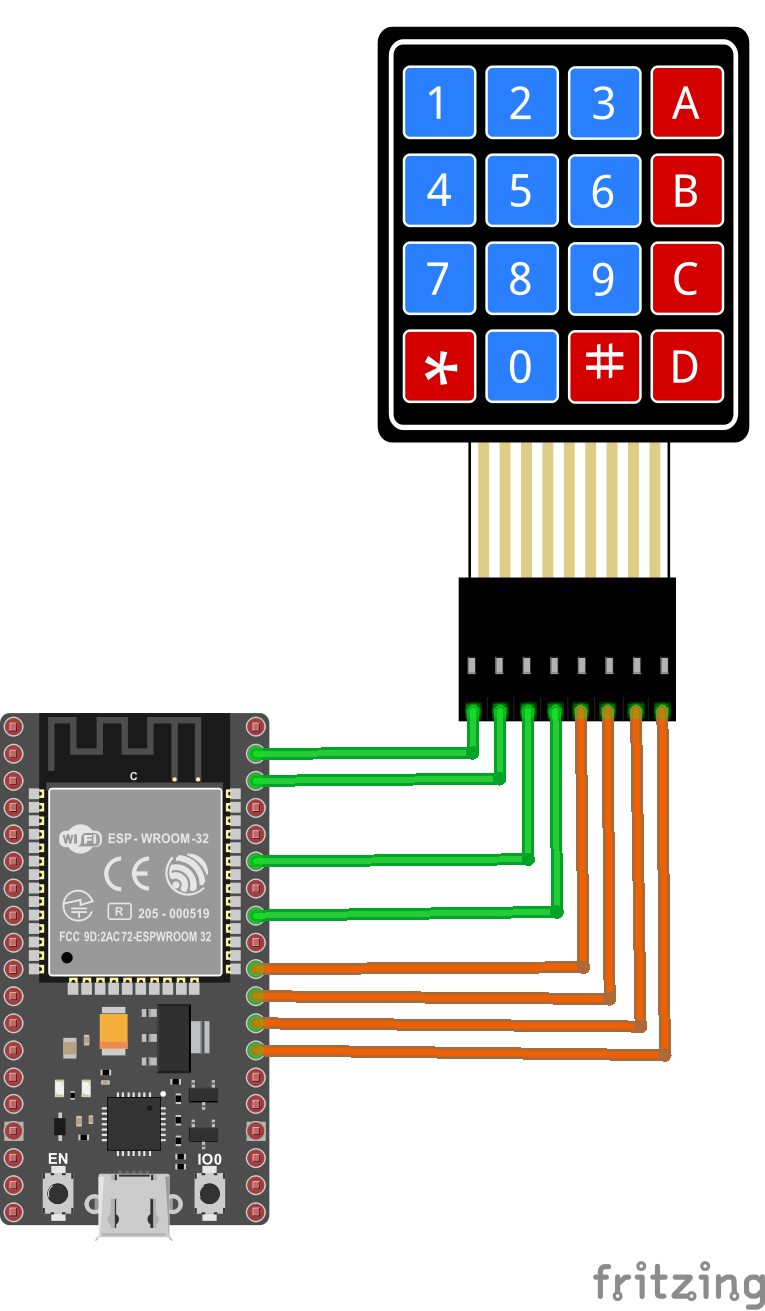 1 2 3 A
4 5 6 B
7 8 9 C
* 0 # D
C
WiFi ESP - WROOM -32
CE
R 205 - 000519
FCC 9D:2AC72-ESPWROOM 32
EN
IO0
fritzing